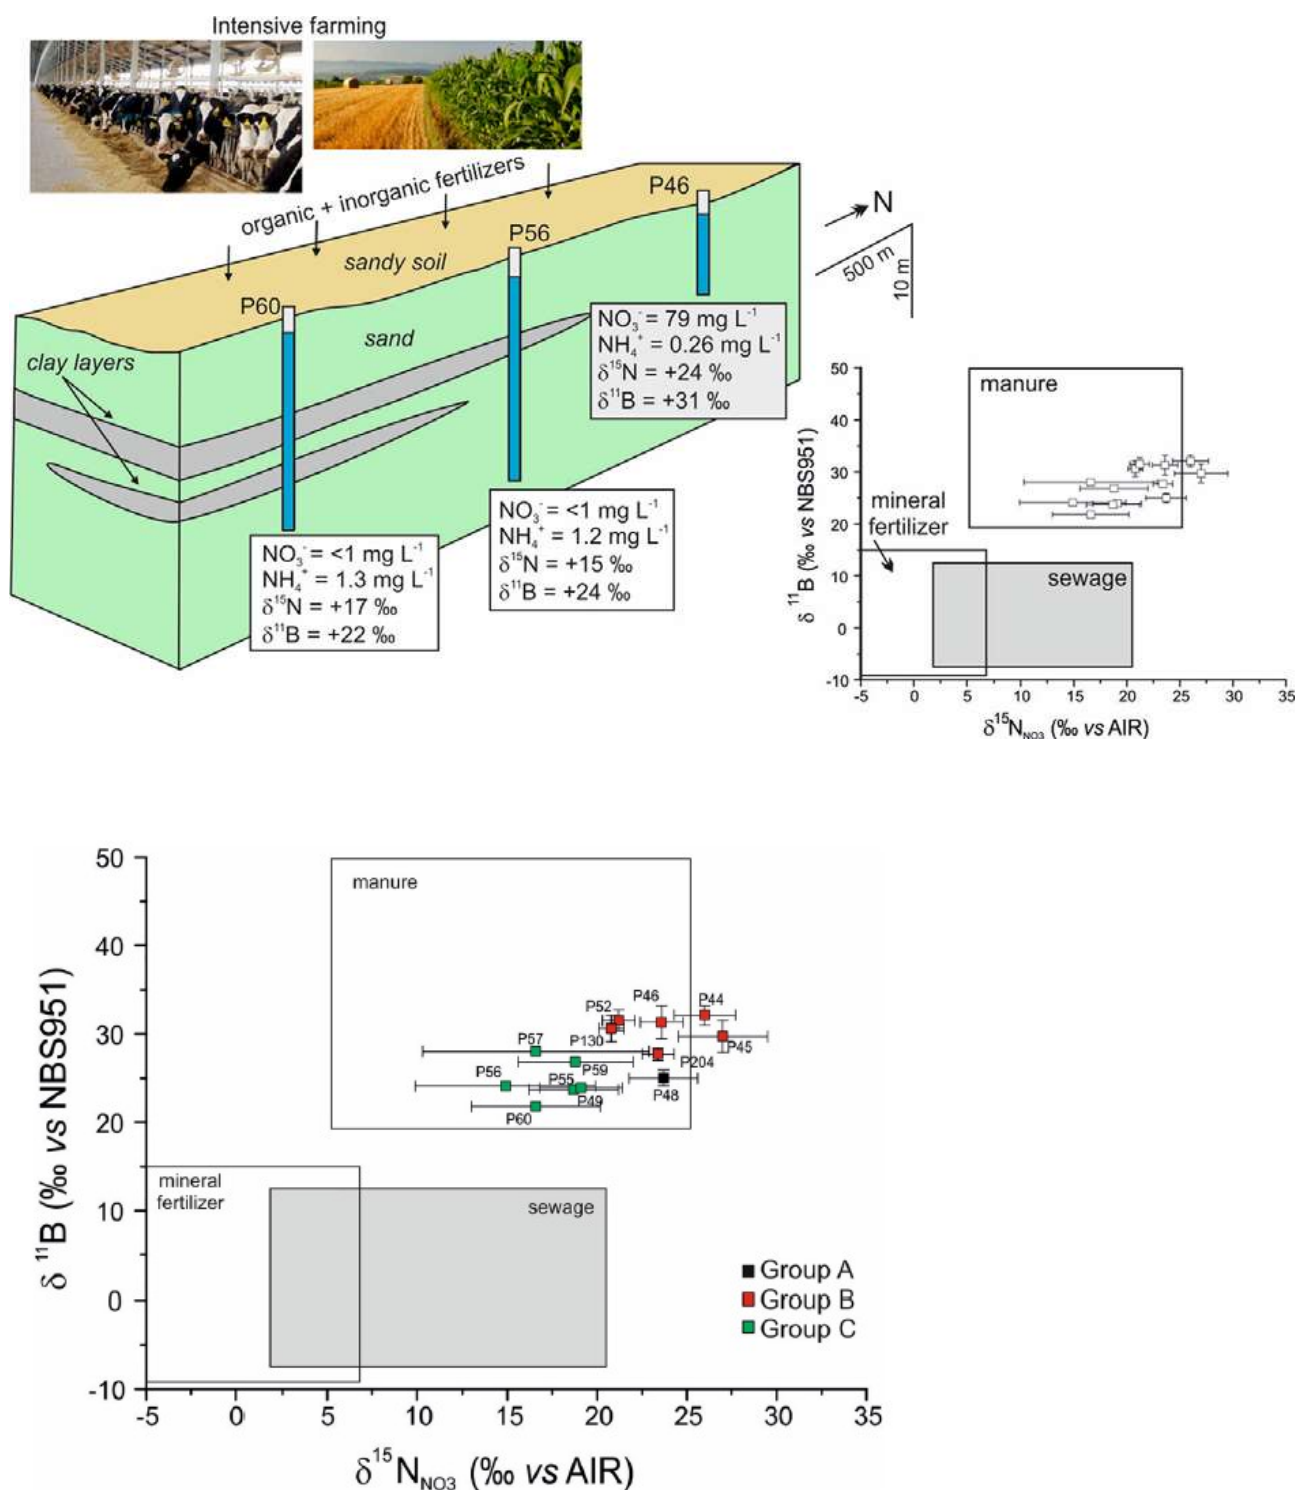 Intensive farming
organic + inorganic fertilizers
P46
N
P56
sandy soil
500 m
10 m
P60
NO₃⁻ = 79 mg L⁻¹
NH₄⁺ = 0.26 mg L⁻¹
δ¹⁵N = +24 ‰
δ¹¹B = +31 ‰
sand
clay layers
NO₃⁻ = <1 mg L⁻¹
NH₄⁺ = 1.2 mg L⁻¹
δ¹⁵N = +15 ‰
δ¹¹B = +24 ‰
NO₃⁻ = <1 mg L⁻¹
NH₄⁺ = 1.3 mg L⁻¹
δ¹⁵N = +17 ‰
δ¹¹B = +22 ‰
50
40
30
20
10
0
-10
δ ¹¹B (‰ vs NBS951)
manure
mineral
fertilizer
sewage
-5 0 5 10 15 20 25 30 35
δ¹⁵N NO3 (‰ vs AIR)
50
40
30
20
10
0
-10
δ ¹¹B (‰ vs NBS951)
manure
P52
P46
P44
P57
P130
P45
P204
P56
P55
P59
P48
P49
P60
mineral
fertilizer
sewage
Group A
Group B
Group C
-5 0 5 10 15 20 25 30 35
δ ¹⁵N NO3 (‰ vs AIR)